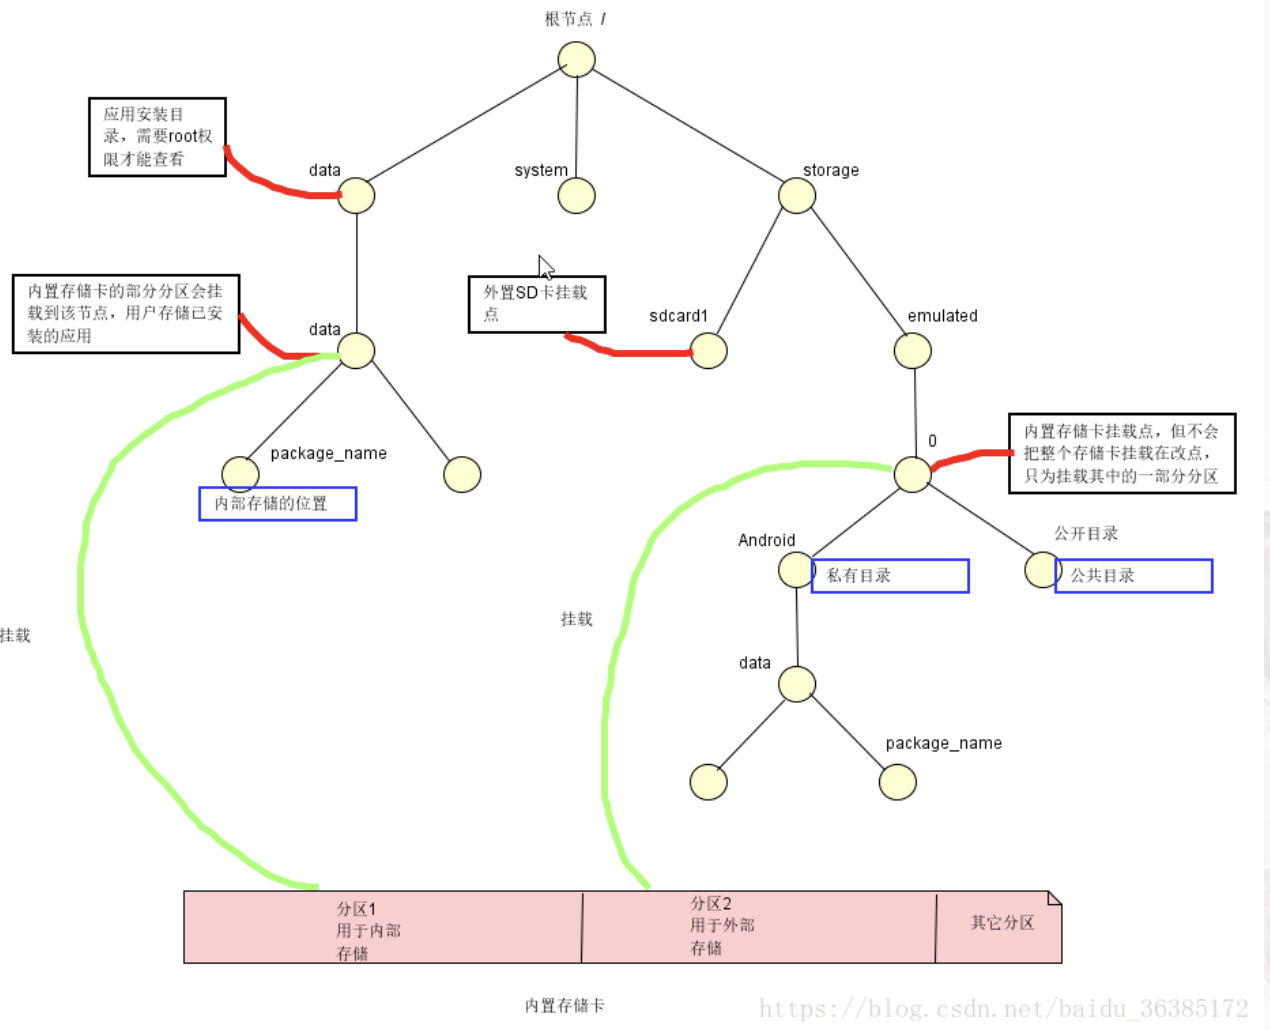 根节点 /
应用安装目
录，需要root权
限才能查看
data
system
storage
内置存储卡的部分分区会挂
载到该节点，用户存储已安
装的应用
外置SD卡挂载
点
data
sdcard1
emulated
0
内置存储卡挂载点，但不会
把整个存储卡挂载在改点，
只为挂载其中的一部分分区
package_name
内部存储的位置
Android
公开目录
私有目录
公共目录
挂载
挂载
data
package_name
分区1
用于内部
存储
分区2
用于外部
存储
其它分区
内置存储卡
https://blog.csdn.net/baidu_36385172